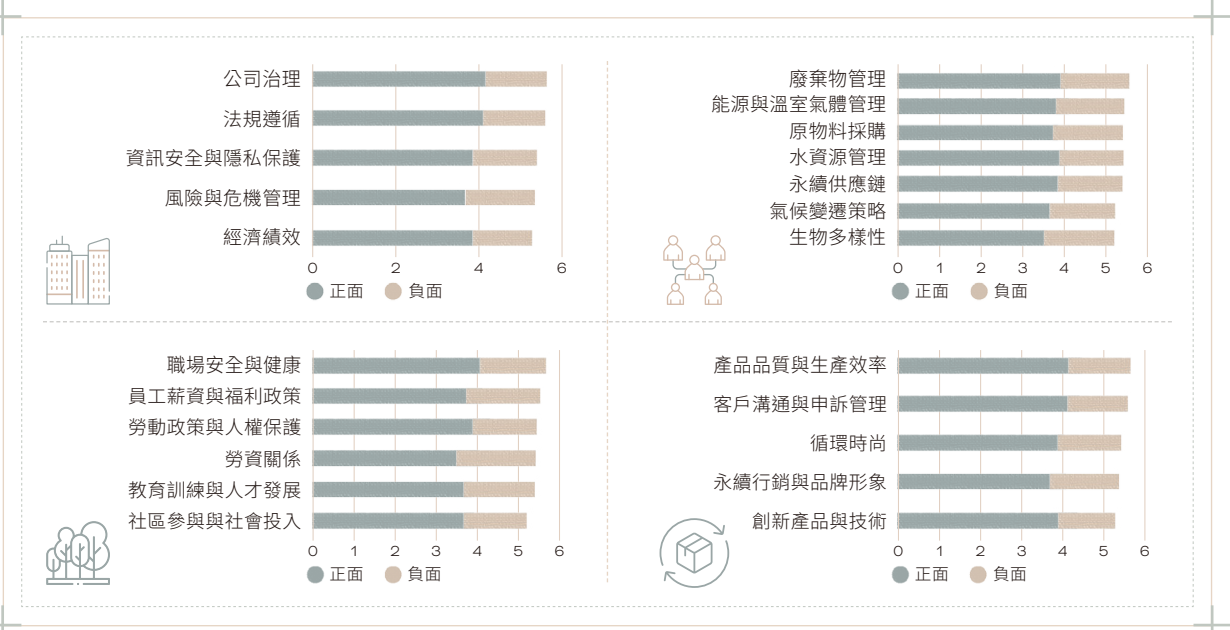 公司治理
法規遵循
資訊安全與隱私保護
風險與危機管理
經濟績效
0 2 4 6
正面 負面
廢棄物管理
能源與溫室氣體管理
原物料採購
水資源管理
永續供應鏈
氣候變遷策略
生物多樣性
0 1 2 3 4 5 6
正面 負面
職場安全與健康
員工薪資與福利政策
勞動政策與人權保護
勞資關係
教育訓練與人才發展
社區參與與社會投入
0 1 2 3 4 5 6
正面 負面
產品品質與生產效率
客戶溝通與申訴管理
循環時尚
永續行銷與品牌形象
創新產品與技術
0 1 2 3 4 5 6
正面 負面